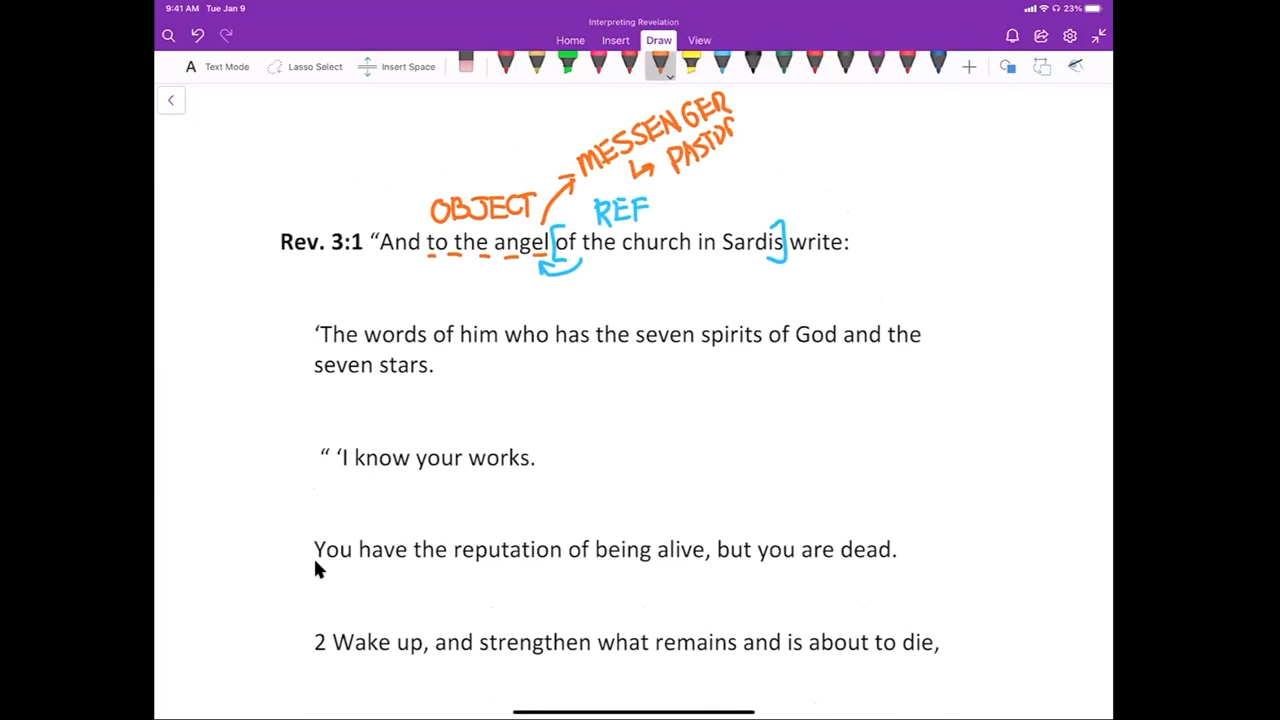 9:41 AM Tue Jan 9
23%
Interpreting Revelation
Home Insert Draw View
A Text Mode Lasso Select Insert Space
MESSENGER
↳ PASTOR
OBJECT REF
Rev. 3:1 “And to the angel [of the church in Sardis] write:
‘The words of him who has the seven spirits of God and the
seven stars.
“ ‘I know your works.
You have the reputation of being alive, but you are dead.
2 Wake up, and strengthen what remains and is about to die,